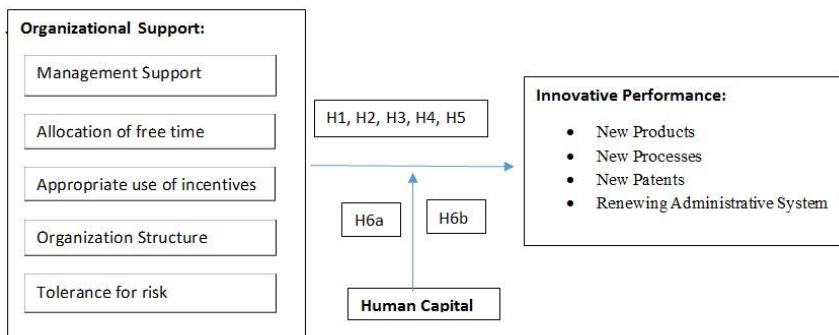 Organizational Support:
Management Support
Allocation of free time
Appropriate use of incentives
Organization Structure
Tolerance for risk
H1, H2, H3, H4, H5
H6a
H6b
Human Capital
Innovative Performance:
• New Products
• New Processes
• New Patents
• Renewing Administrative System